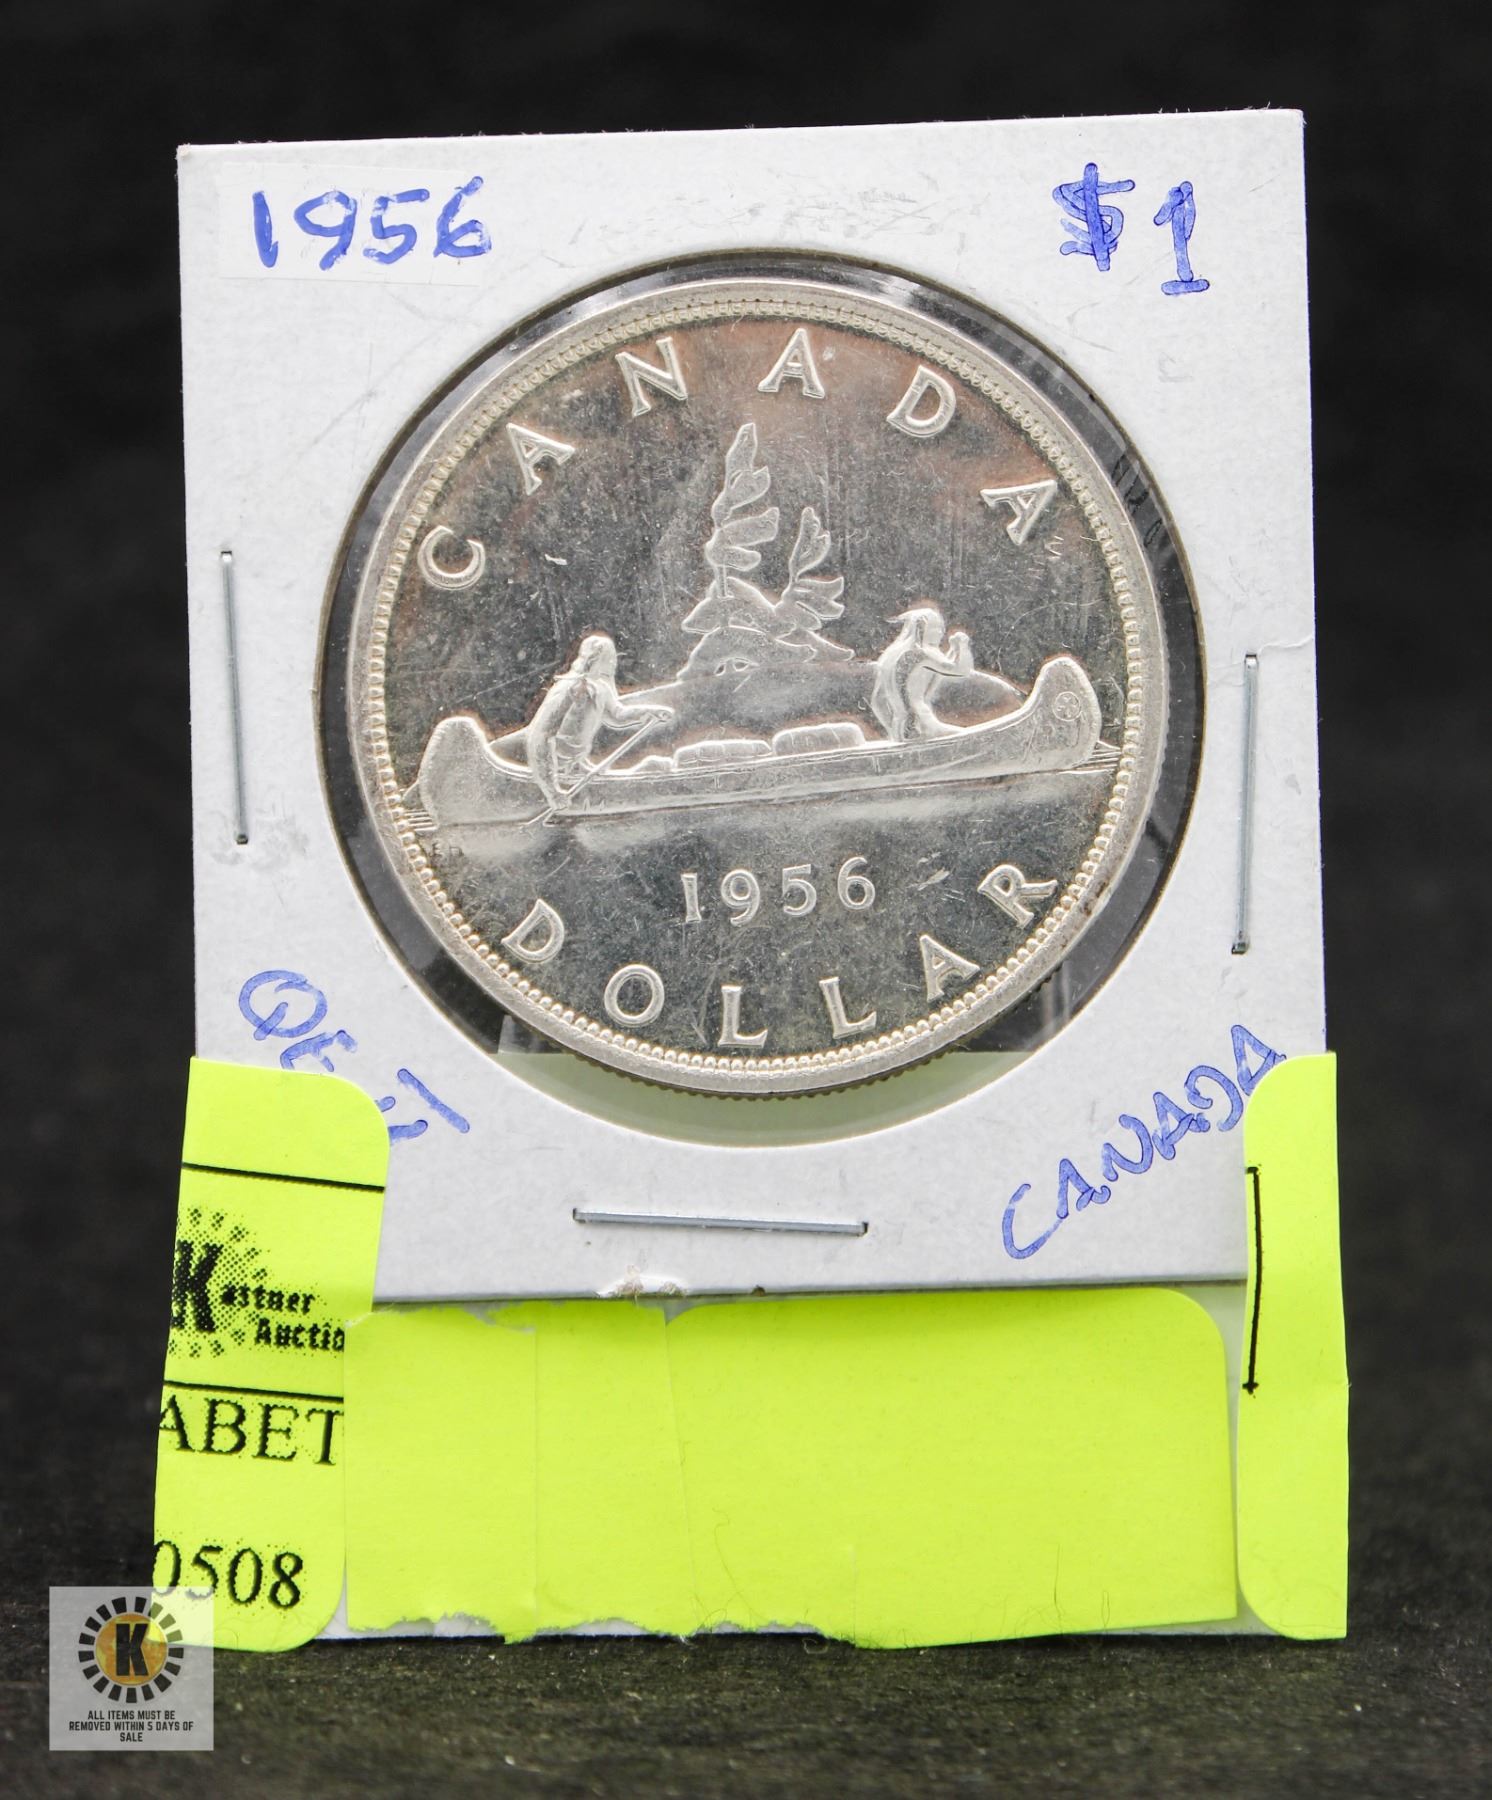 1956 $1
CANADA
1956
DOLLAR
CANADA
Kastner
Auctio
ABET
0508
K
ALL ITEMS MUST BE
REMOVED WITHIN 5 DAYS OF
SALE